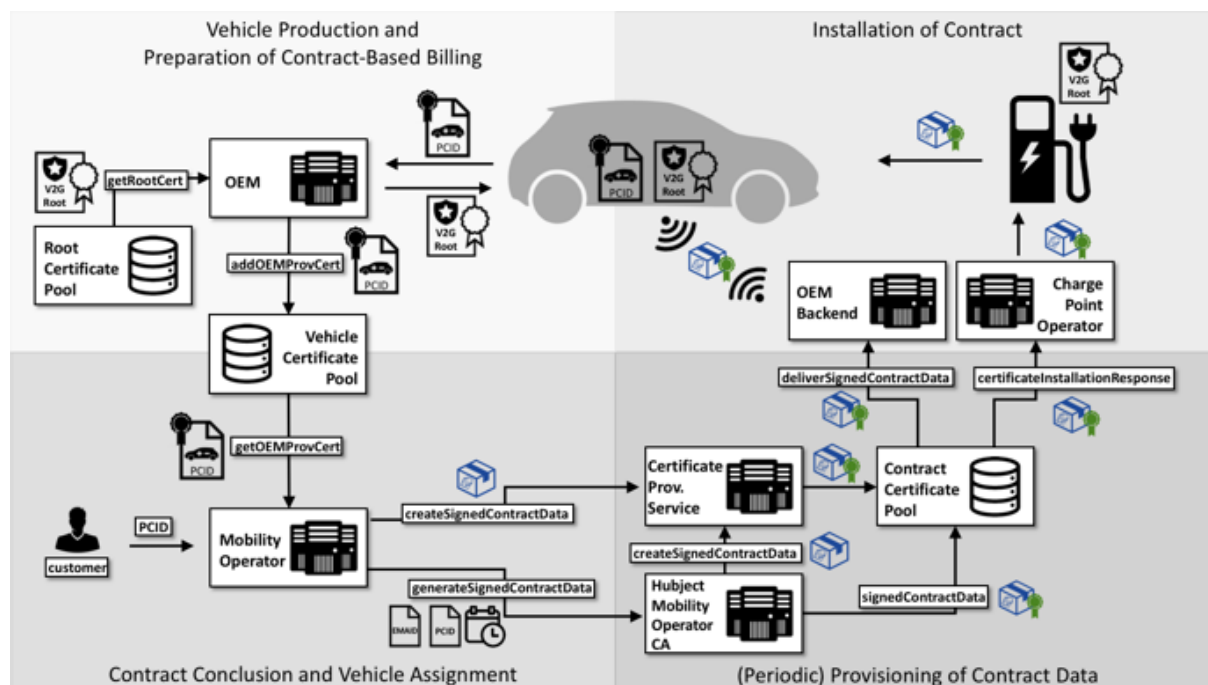 Vehicle Production and
Preparation of Contract-Based Billing
Installation of Contract
PCID
V2G
Root
getRootCert
OEM
V2G
Root
PCID
V2G
Root
V2G
Root
Root
Certificate
Pool
addOEMProvCert
PCID
OEM
Backend
Charge
Point
Operator
Vehicle
Certificate
Pool
deliverSignedContractData
certificateInstallationResponse
getOEMProvCert
PCID
Certificate
Prov.
Service
Contract
Certificate
Pool
createSignedContractData
PCID
customer
Mobility
Operator
createSignedContractData
generateSignedContractData
EMAID
PCID
Hubject
Mobility
Operator
CA
signedContractData
Contract Conclusion and Vehicle Assignment
(Periodic) Provisioning of Contract Data